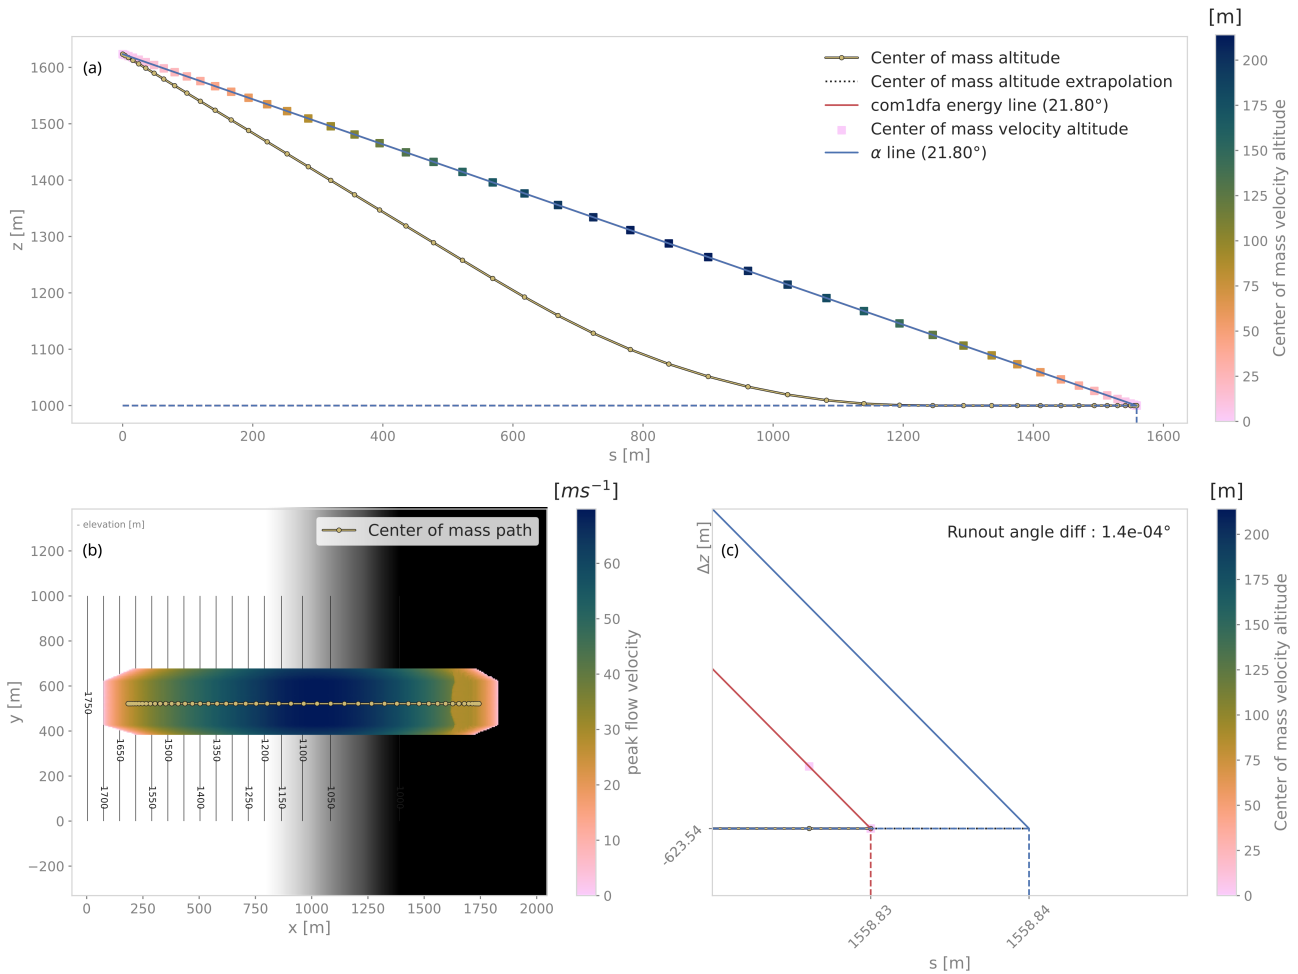 [m]
(a)
Center of mass altitude
Center of mass altitude extrapolation
com1dfa energy line (21.80°)
Center of mass velocity altitude
α line (21.80°)
z [m]
1600
1500
1400
1300
1200
1100
1000
0 200 400 600 800 1000 1200 1400 1600
s [m]
200
175
150
125
100
75
50
25
0
Center of mass velocity altitude
[ms⁻¹]
- elevation [m]
(b)
Center of mass path
y [m]
1200
1000
800
600
400
200
0
−200
1750
1700
1650
1550
1500
1400
1350
1250
1200
1150
1100
1050
1000
0 250 500 750 1000 1250 1500 1750 2000
x [m]
60
50
40
30
20
10
0
peak flow velocity
[m]
Δz [m]
(c)
Runout angle diff : 1.4e-04°
-623.54
1558.83 1558.84
s [m]
200
175
150
125
100
75
50
25
0
Center of mass velocity altitude